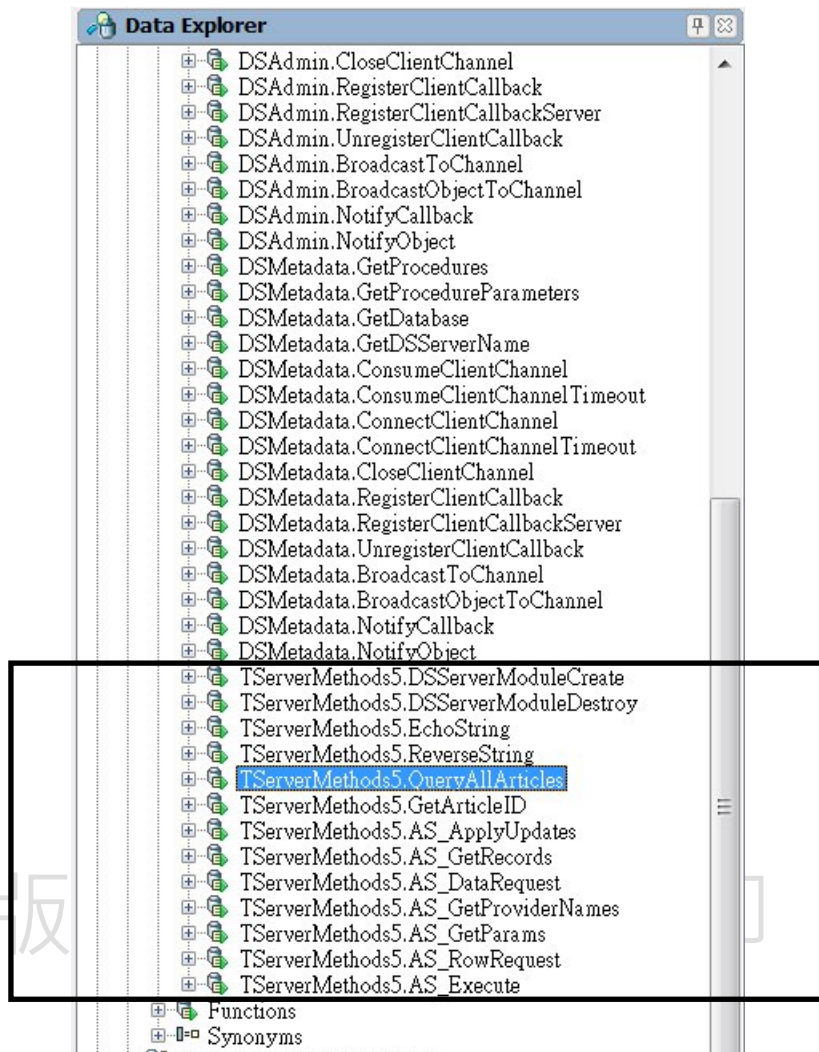 Data Explorer
DSAdmin.CloseClientChannel
DSAdmin.RegisterClientCallback
DSAdmin.RegisterClientCallbackServer
DSAdmin.UnregisterClientCallback
DSAdmin.BroadcastToChannel
DSAdmin.BroadcastObjectToChannel
DSAdmin.NotifyCallback
DSAdmin.NotifyObject
DSMetadata.GetProcedures
DSMetadata.GetProcedureParameters
DSMetadata.GetDatabase
DSMetadata.GetDSServerName
DSMetadata.ConsumeClientChannel
DSMetadata.ConsumeClientChannelTimeout
DSMetadata.ConnectClientChannel
DSMetadata.ConnectClientChannelTimeout
DSMetadata.CloseClientChannel
DSMetadata.RegisterClientCallback
DSMetadata.RegisterClientCallbackServer
DSMetadata.UnregisterClientCallback
DSMetadata.BroadcastToChannel
DSMetadata.BroadcastObjectToChannel
DSMetadata.NotifyCallback
DSMetadata.NotifyObject
TServerMethods5.DSServerModuleCreate
TServerMethods5.DSServerModuleDestroy
TServerMethods5.EchoString
TServerMethods5.ReverseString
TServerMethods5.QueryAllArticles
TServerMethods5.GetArticleID
TServerMethods5.AS_ApplyUpdates
TServerMethods5.AS_GetRecords
TServerMethods5.AS_DataRequest
TServerMethods5.AS_GetProviderNames
TServerMethods5.AS_GetParams
TServerMethods5.AS_RowRequest
TServerMethods5.AS_Execute
Functions
Synonyms
版